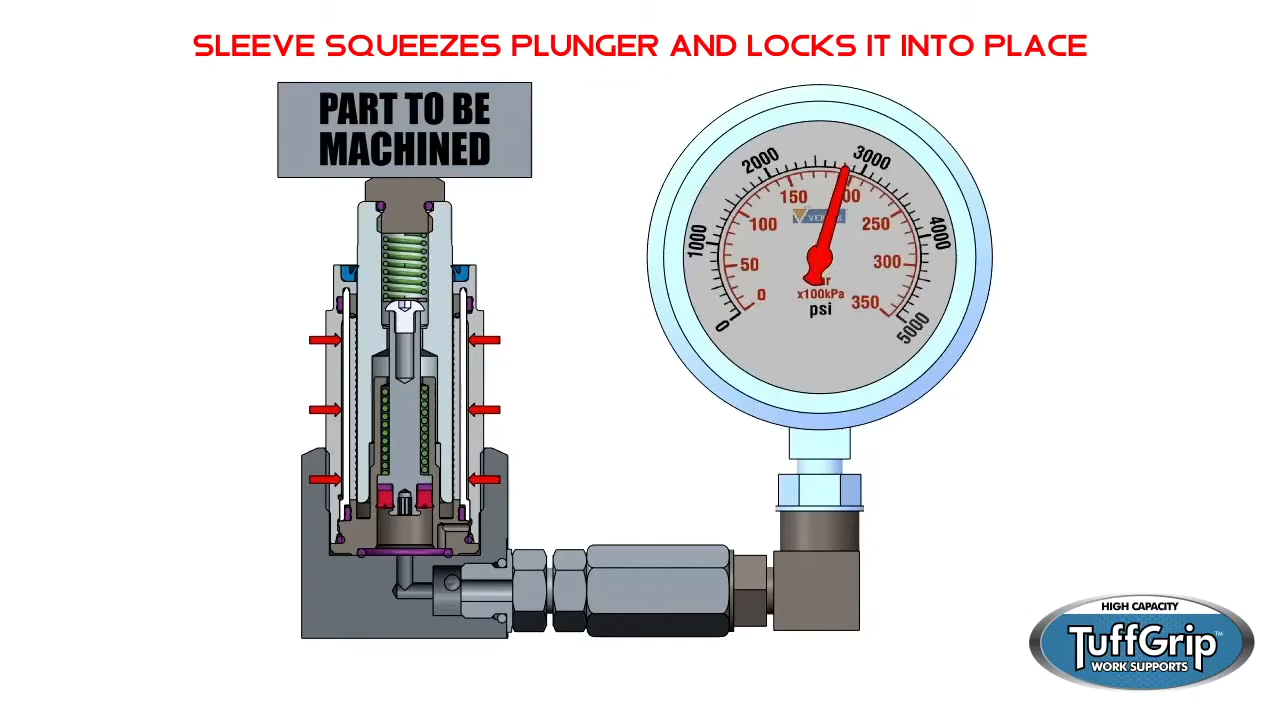 SLEEVE SQUEEZES PLUNGER AND LOCKS IT INTO PLACE
PART TO BE
MACHINED
0
1000
2000
3000
4000
5000
0
50
100
150
250
300
350
x100kPa
psi
HIGH CAPACITY
TuffGrip™
WORK SUPPORTS